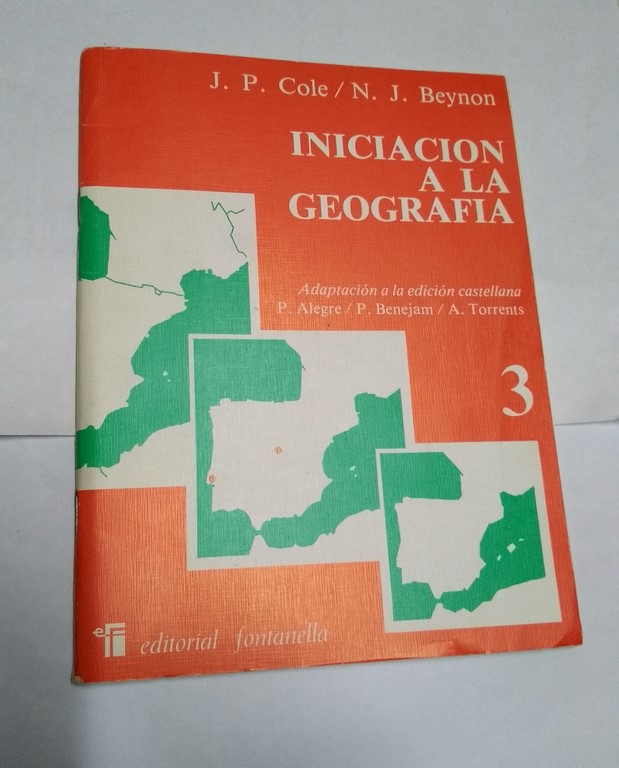 J. P. Cole / N. J. Beynon
INICIACION
A LA
GEOGRAFIA
Adaptación a la edición castellana
P. Alegre / P. Benejam / A. Torrents
3
eF editorial fontanella